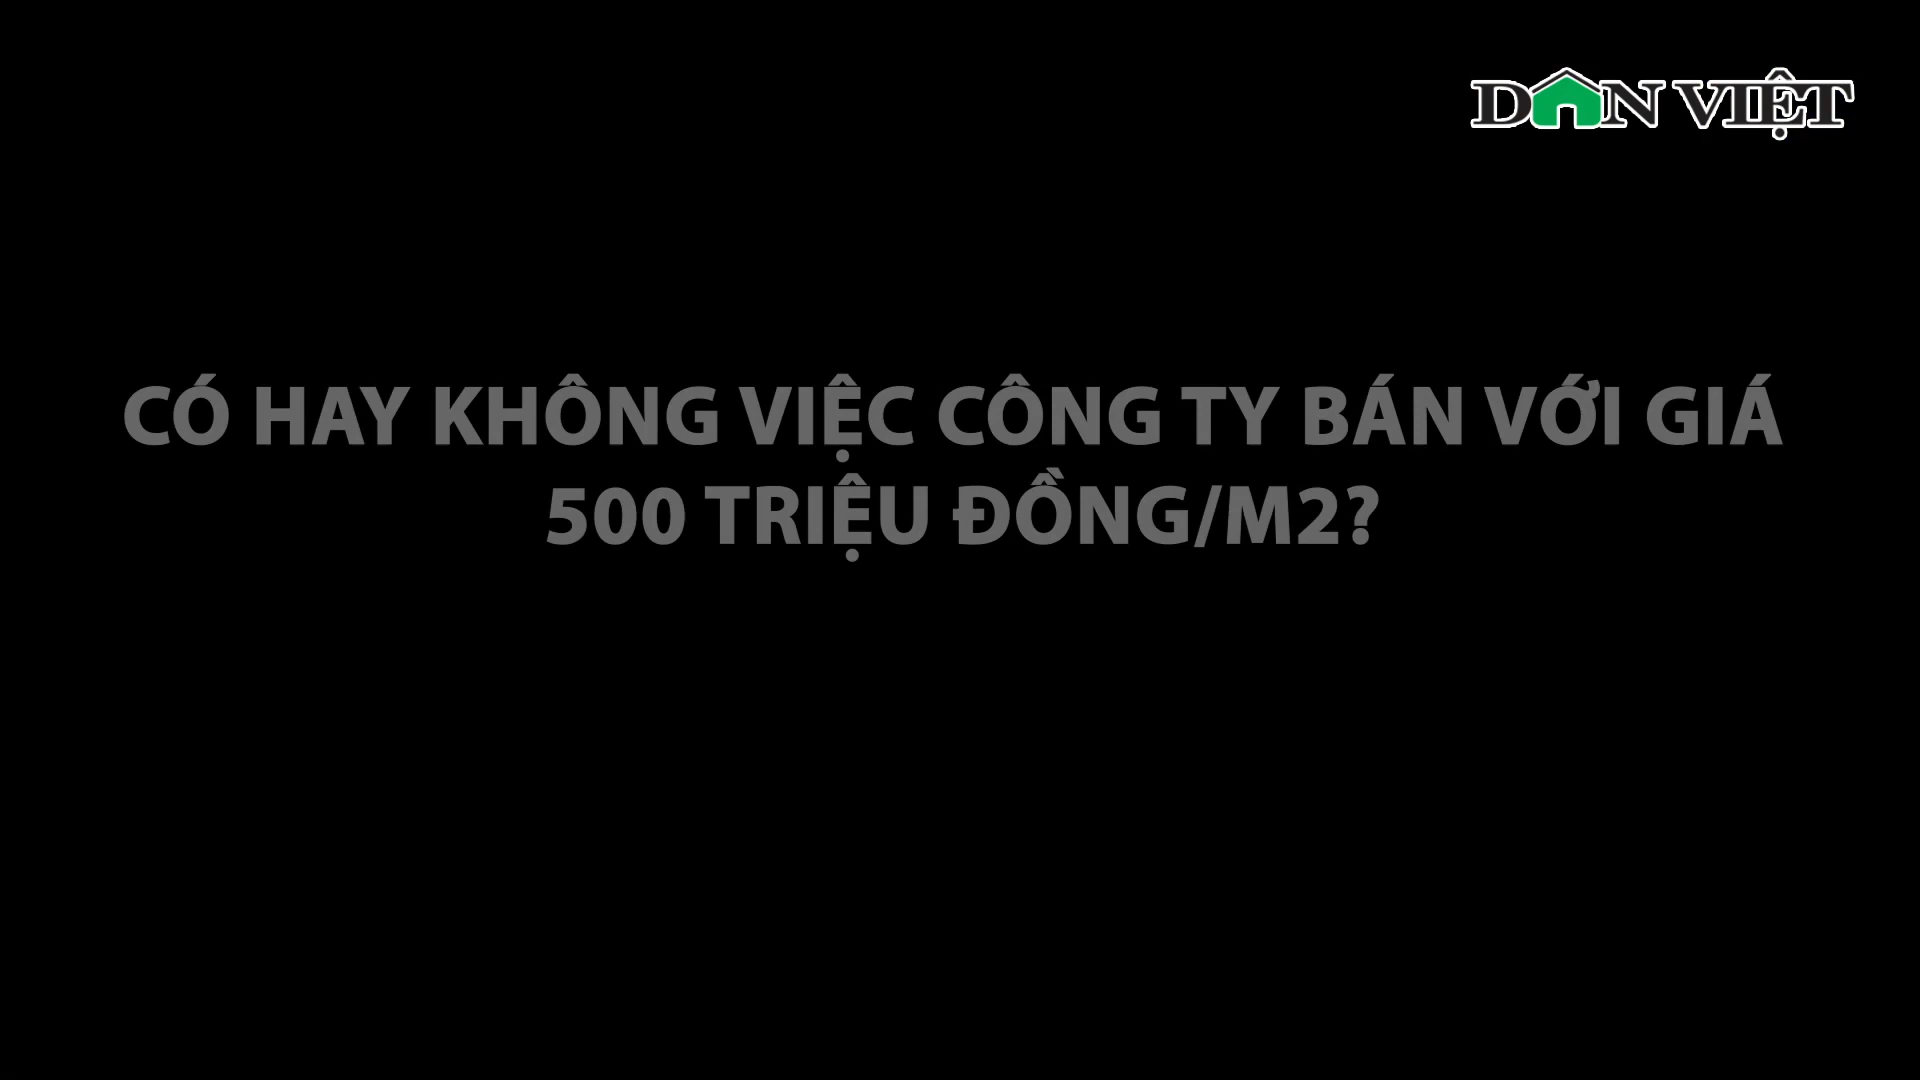 DÂN VIỆT
CÓ HAY KHÔNG VIỆC CÔNG TY BÁN VỚI GIÁ
500 TRIỆU ĐỒNG/M2?